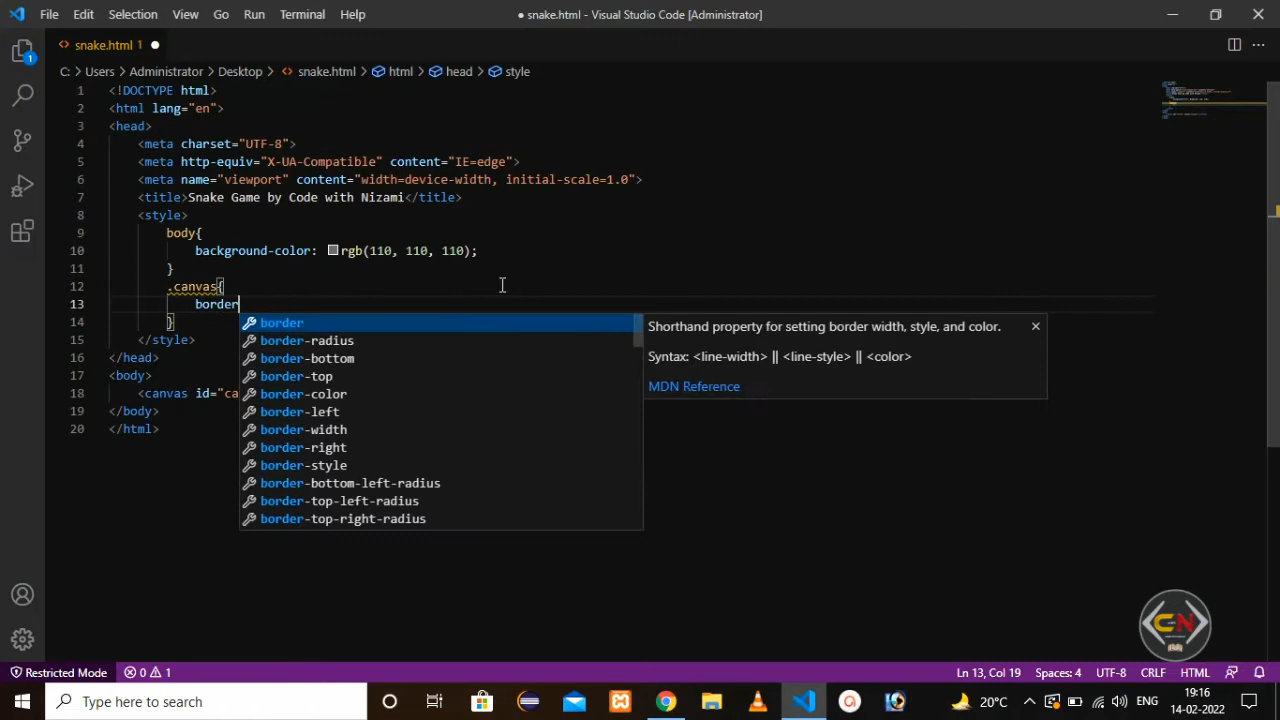 File Edit Selection View Go Run Terminal Help
● snake.html - Visual Studio Code [Administrator]
snake.html 1
C: > Users > Administrator > Desktop > snake.html > html > head > style
1 <!DOCTYPE html>
2 <html lang="en">
3 <head>
4 <meta charset="UTF-8">
5 <meta http-equiv="X-UA-Compatible" content="IE=edge">
6 <meta name="viewport" content="width=device-width, initial-scale=1.0">
7 <title>Snake Game by Code with Nizami</title>
8 <style>
9 body{
10 background-color: rgb(110, 110, 110);
11 }
12 .canvas{
13 border
14 }
15 </style>
16 </head>
17 <body>
18 <canvas id="ca
19 </body>
20 </html>
border
border-radius
border-bottom
border-top
border-color
border-left
border-width
border-right
border-style
border-bottom-left-radius
border-top-left-radius
border-top-right-radius
Shorthand property for setting border width, style, and color.
Syntax: <line-width> || <line-style> || <color>
MDN Reference
1
CN
Restricted Mode 0 1
Ln 13, Col 19 Spaces: 4 UTF-8 CRLF HTML
Type here to search
20°C
ENG
19:16
14-02-2022